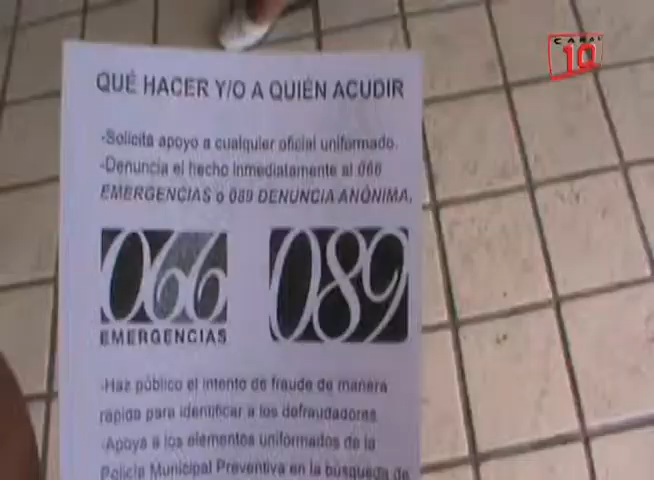 CANAL
10
QUÉ HACER Y/O A QUIÉN ACUDIR
-Solicita apoyo a cualquier oficial uniformado.
-Denuncia el hecho inmediatamente al 066
EMERGENCIAS o 089 DENUNCIA ANÓNIMA.
066 089
EMERGENCIAS
-Haz público el intento de fraude de manera
rápida para identificar a los defraudadores
-Apoya a los elementos uniformados de la
Policía Municipal Preventiva en la búsqueda de